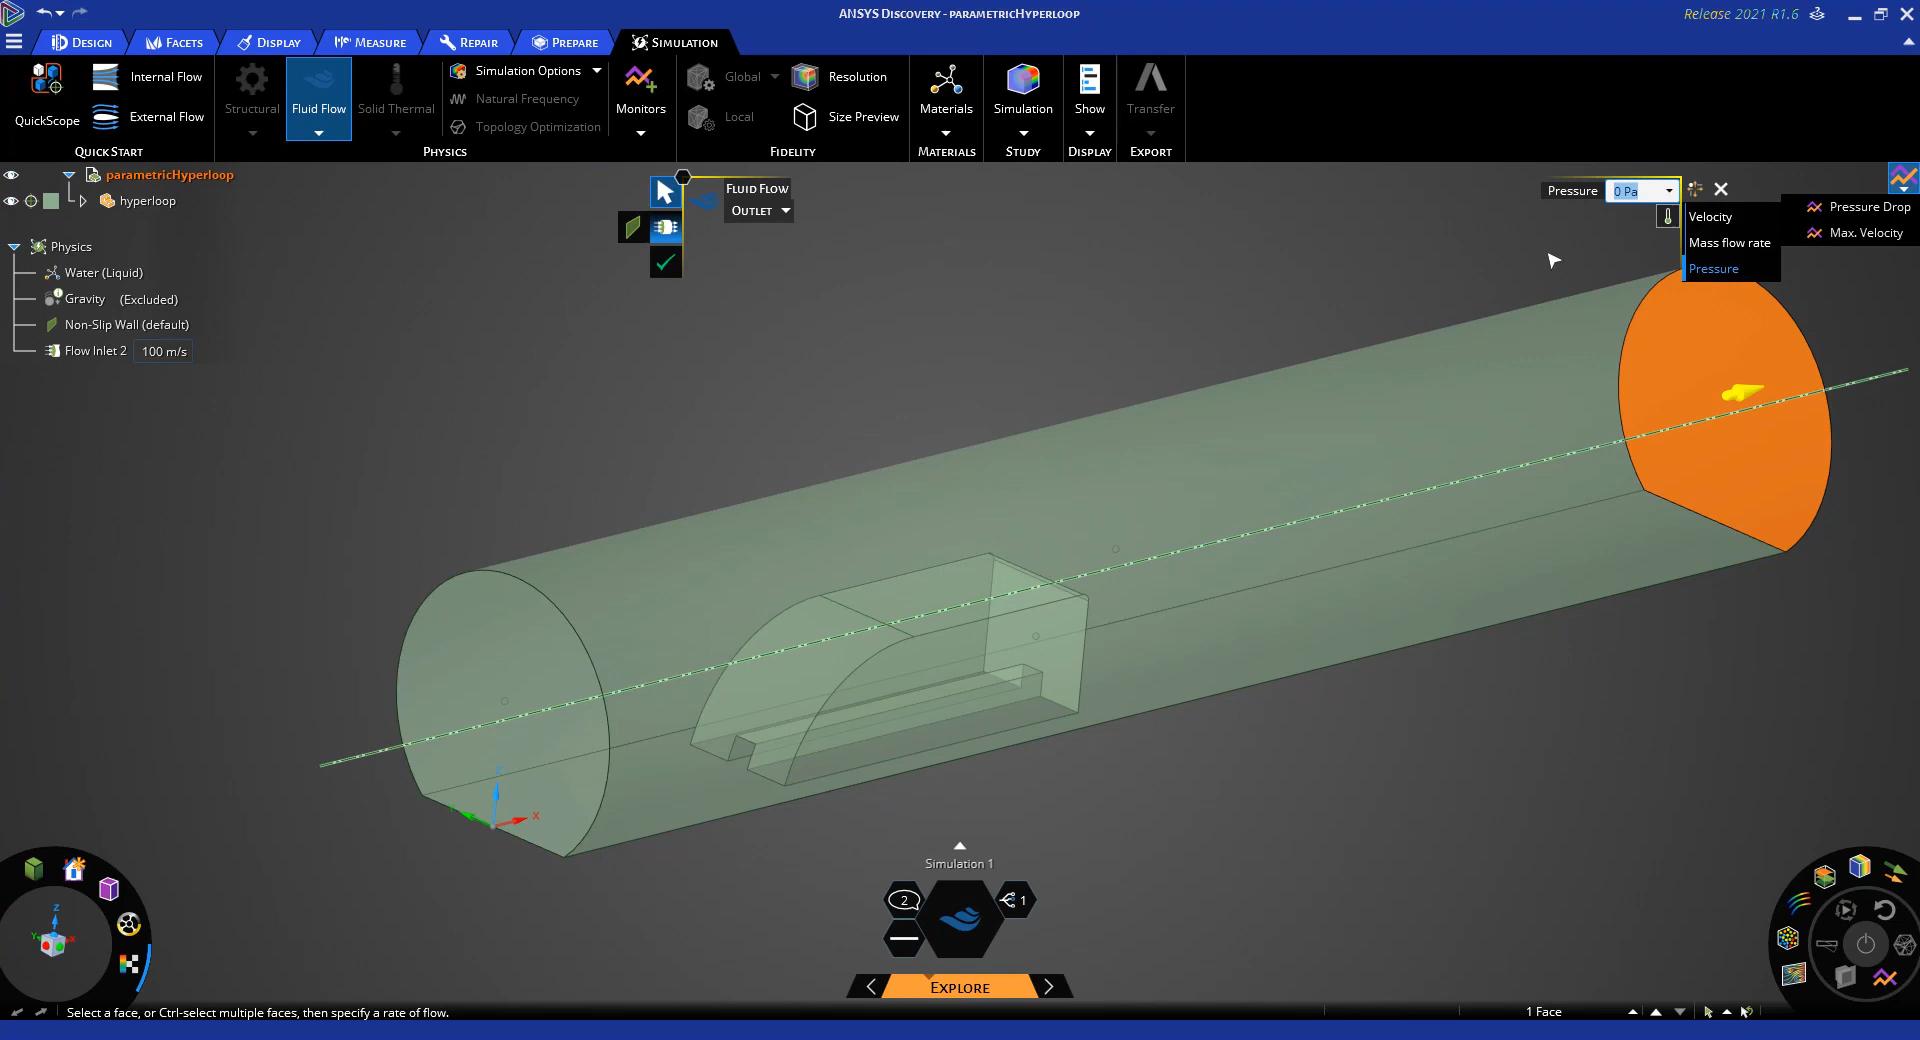 ANSYS Discovery - parametricHyperloop
Release 2021 R1.6
Design
Facets
Display
Measure
Repair
Prepare
Simulation
QuickScope
Internal Flow
External Flow
Quick Start
Structural
Fluid Flow
Solid Thermal
Simulation Options
Natural Frequency
Topology Optimization
Physics
Monitors
Global
Local
Resolution
Size Preview
Fidelity
Materials
Materials
Simulation
Study
Show
Display
Transfer
Export
parametricHyperloop
hyperloop
Physics
Water (Liquid)
Gravity (Excluded)
Non-Slip Wall (default)
Flow Inlet 2 100 m/s
Fluid Flow
Outlet
Pressure 0 Pa
Velocity
Mass flow rate
Pressure
Pressure Drop
Max. Velocity
Z
X
Simulation 1
2
1
Explore
Z
Y
X
Select a face, or Ctrl-select multiple faces, then specify a rate of flow.
1 Face